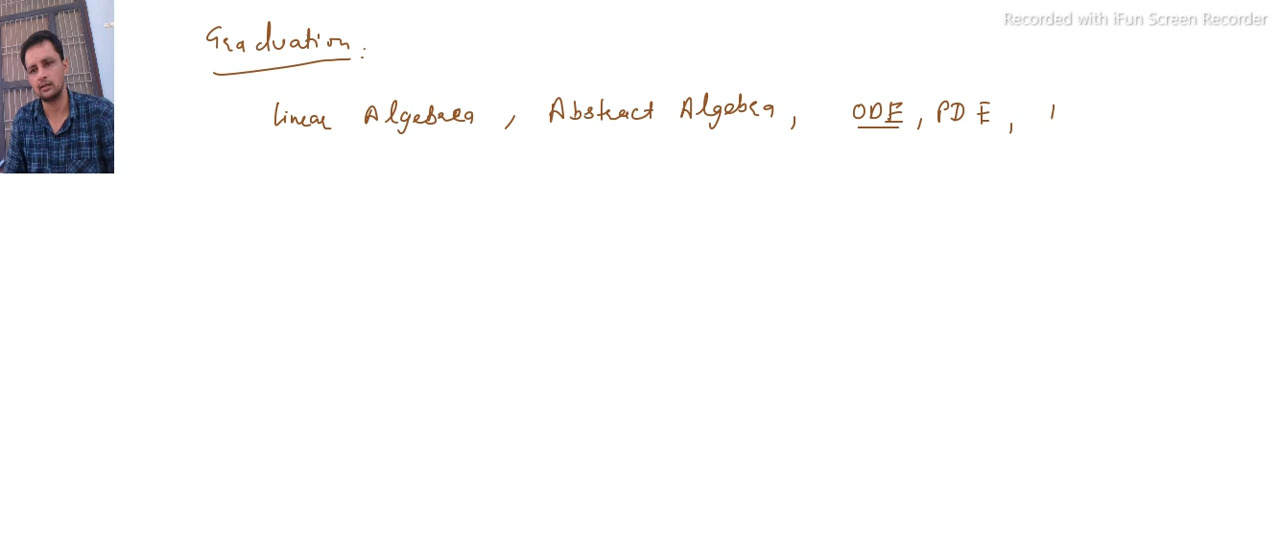 Recorded with iFun Screen Recorder
Graduation :
Linear Algebra , Abstract Algebra , ODE , PDE ,